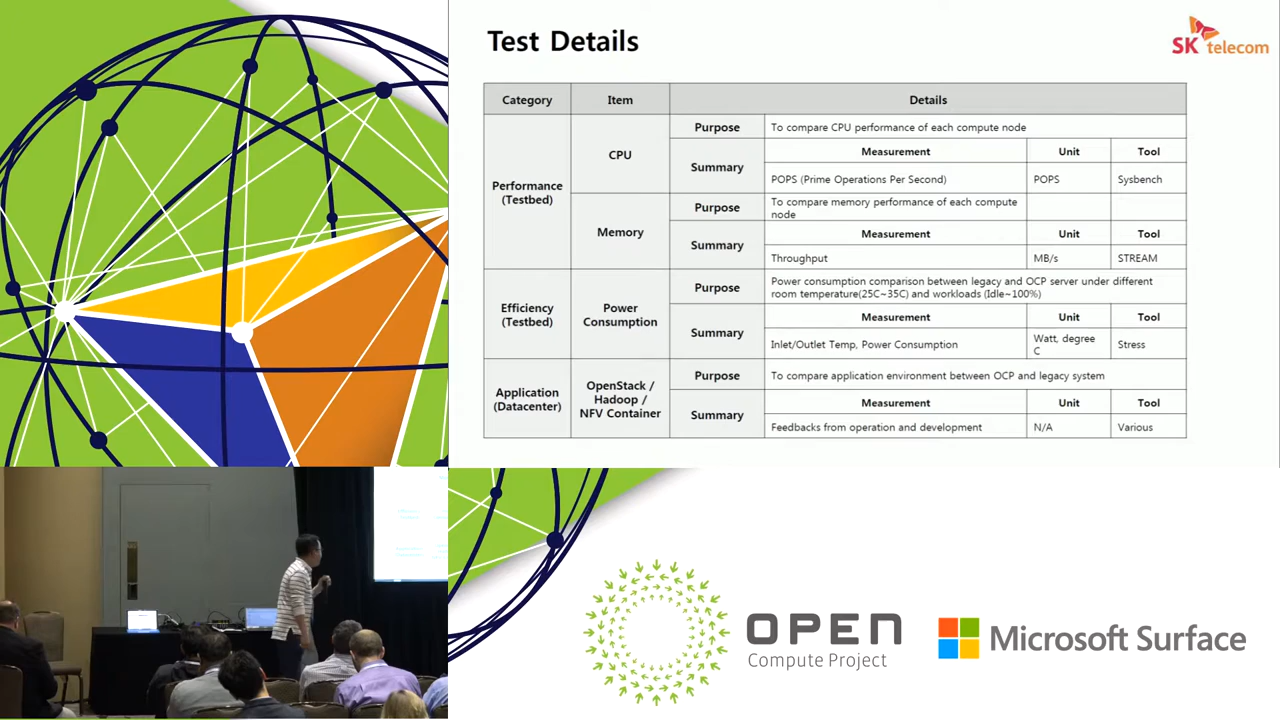 Test Details
SK telecom
Category Item Details
Performance
(Testbed)
CPU
Purpose To compare CPU performance of each compute node
Summary
Measurement Unit Tool
POPS (Prime Operations Per Second) POPS Sysbench
Memory
Purpose
To compare memory performance of each compute
node
Summary
Measurement Unit Tool
Throughput MB/s STREAM
Efficiency
(Testbed)
Power
Consumption
Purpose
Power consumption comparison between legacy and OCP server under different
room temperature(25C~35C) and workloads (Idle~100%)
Summary
Measurement Unit Tool
Inlet/Outlet Temp, Power Consumption
Watt, degree
C
Stress
Application
(Datacenter)
OpenStack /
Hadoop /
NFV Container
Purpose To compare application environment between OCP and legacy system
Summary
Measurement Unit Tool
Feedbacks from operation and development N/A Various
OPEN
Compute Project
Microsoft Surface